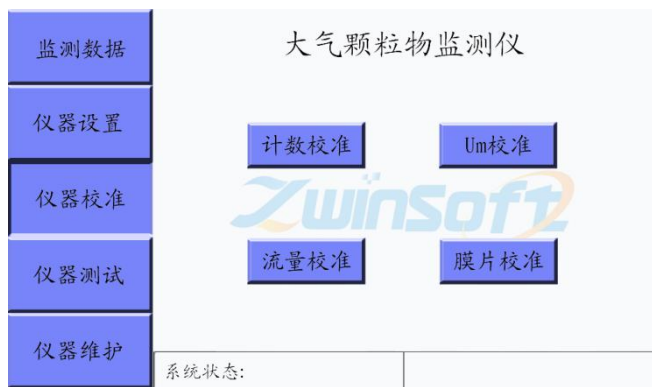 监测数据
仪器设置
仪器校准
仪器测试
仪器维护
大气颗粒物监测仪
计数校准
Um校准
ZwinSoft
流量校准
膜片校准
系统状态: